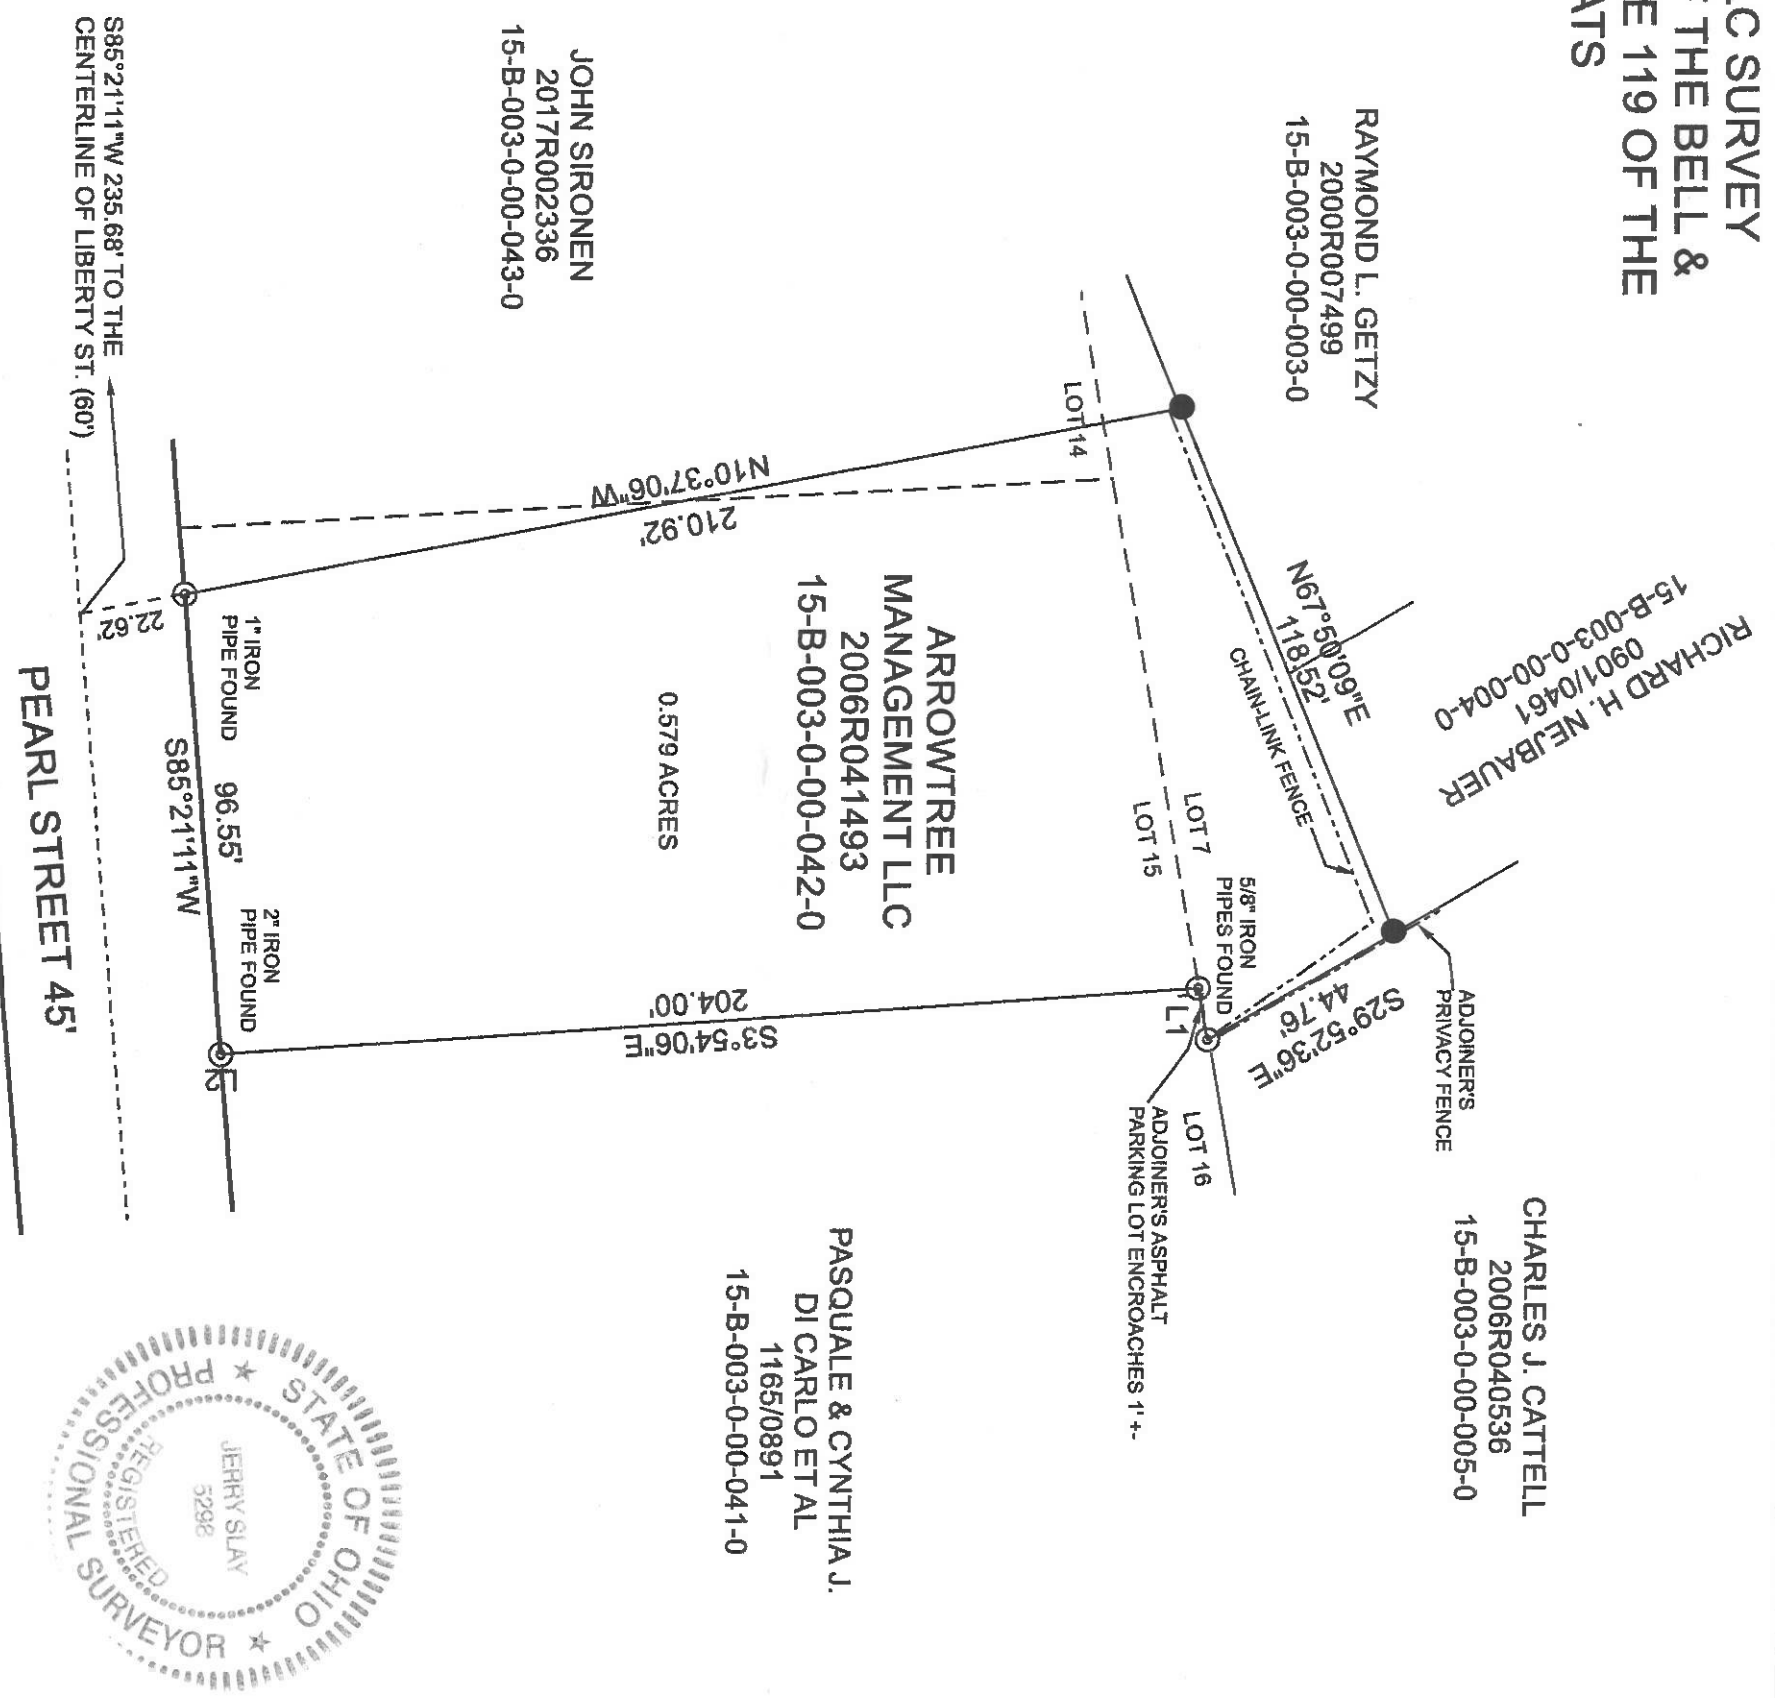 LC SURVEY
THE BELL &
E 119 OF THE
ATS
RAYMOND L. GETZY
2000R007499
15-B-003-0-00-003-0
RICHARD H. NEJBAUER
0901/0461
15-B-003-0-00-004-0
CHARLES J. CATTELL
2006R040536
15-B-003-0-00-005-0
ADJOINER'S
PRIVACY FENCE
N67°50'09"E
118.52'
CHAIN-LINK FENCE
S29°52'36"E
44.76'
5/8" IRON
PIPES FOUND
L1
LOT 7
LOT 15
LOT 14
LOT 16
ADJOINER'S ASPHALT
PARKING LOT ENCROACHES 1'+-
JOHN SIRONEN
2017R002336
15-B-003-0-00-043-0
N10°37'06"W
210.92'
ARROWTREE
MANAGEMENT LLC
2006R041493
15-B-003-0-00-042-0
0.579 ACRES
204.00'
S3°54'06"E
PASQUALE & CYNTHIA J.
DI CARLO ET AL
1165/0891
15-B-003-0-00-041-0
1" IRON
PIPE FOUND
96.55'
S85°21'11"W
2" IRON
PIPE FOUND
L2
22.62'
S85°21'11"W 235.68' TO THE
CENTERLINE OF LIBERTY ST. (60')
PEARL STREET 45'
STATE OF OHIO
JERRY SLAY
5298
REGISTERED
PROFESSIONAL SURVEYOR